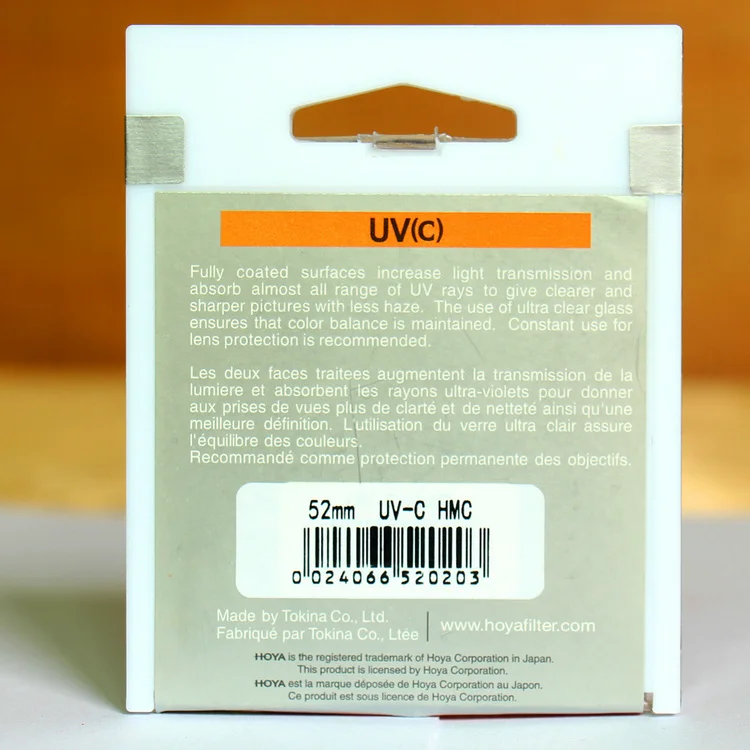 UV(C)
Fully coated surfaces increase light transmission and
absorb almost all range of UV rays to give clearer and
sharper pictures with less haze. The use of ultra clear glass
ensures that color balance is maintained. Constant use for
lens protection is recommended.
Les deux faces traitees augmentent la transmission de la
lumiere et absorbent les rayons ultra-violets pour donner
aux prises de vues plus de clarté et de netteté ainsi qu'une
meilleure définition. L'utilisation du verre ultra clair assure
l'équilibre des couleurs.
Recommandé comme protection permanente des objectifs.
52mm UV-C HMC
0 024066 520203
Made by Tokina Co., Ltd.
Fabriqué par Tokina Co., Ltée
www.hoyafilter.com
HOYA is the registered trademark of Hoya Corporation in Japan.
This product is licensed by Hoya Corporation.
HOYA est la marque déposée de Hoya Corporation au Japon.
Ce produit est sous licence de Hoya Corporation.